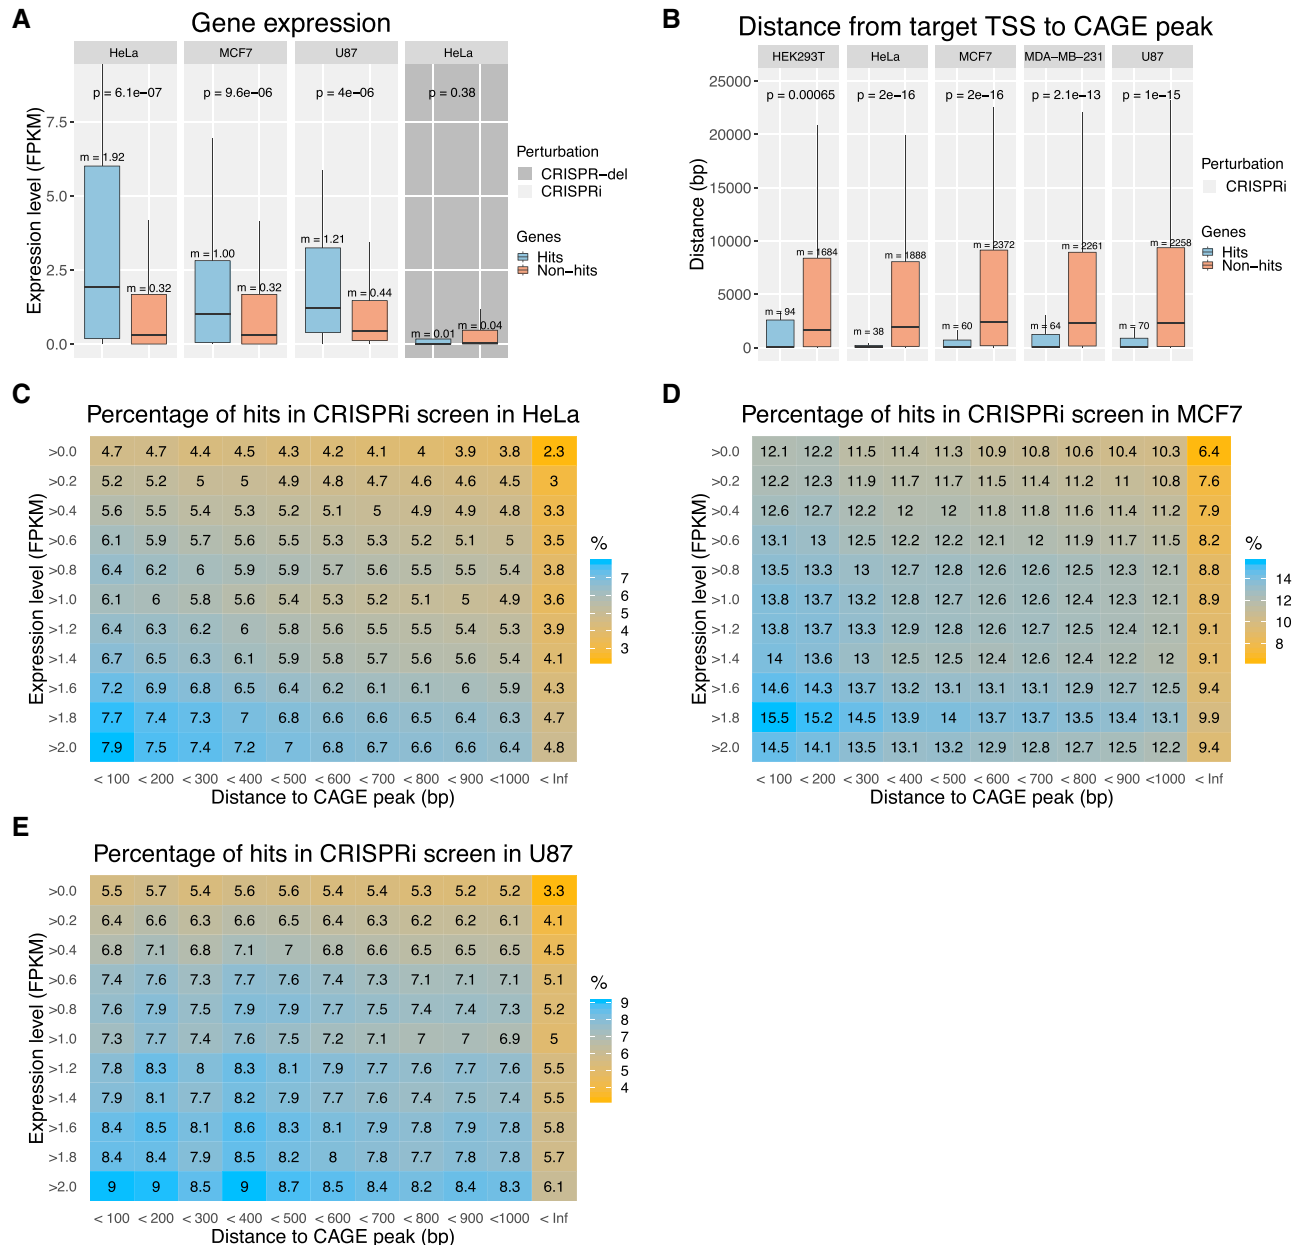 A
Gene expression
HeLa MCF7 U87 HeLa
p = 6.1e−07 p = 9.6e−06 p = 4e−06 p = 0.38
m = 1.92 m = 0.32 m = 1.00 m = 0.32 m = 1.21 m = 0.44 m = 0.01 m = 0.04
7.5
5.0
2.5
0.0
Expression level (FPKM)
Perturbation
CRISPR−del
CRISPRi
Genes
Hits
Non−hits
B
Distance from target TSS to CAGE peak
HEK293T HeLa MCF7 MDA−MB−231 U87
p = 0.00065 p = 2e−16 p = 2e−16 p = 2.1e−13 p = 1e−15
m = 94 m = 1684 m = 38 m = 1888 m = 60 m = 2372 m = 64 m = 2261 m = 70 m = 2258
25000
20000
15000
10000
5000
0
Distance (bp)
Perturbation
CRISPRi
Genes
Hits
Non−hits
C
Percentage of hits in CRISPRi screen in HeLa
Expression level (FPKM)
>0.0 4.7 4.7 4.4 4.5 4.3 4.2 4.1 4 3.9 3.8 2.3
>0.2 5.2 5.2 5 5 4.9 4.8 4.7 4.6 4.6 4.5 3
>0.4 5.6 5.5 5.4 5.3 5.2 5.1 5 4.9 4.9 4.8 3.3
>0.6 6.1 5.9 5.7 5.6 5.5 5.3 5.3 5.2 5.1 5 3.5
>0.8 6.4 6.2 6 5.9 5.9 5.7 5.6 5.5 5.5 5.4 3.8
>1.0 6.1 6 5.8 5.6 5.4 5.3 5.2 5.1 5 4.9 3.6
>1.2 6.4 6.3 6.2 6 5.8 5.6 5.5 5.5 5.4 5.3 3.9
>1.4 6.7 6.5 6.3 6.1 5.9 5.8 5.7 5.6 5.6 5.4 4.1
>1.6 7.2 6.9 6.8 6.5 6.4 6.2 6.1 6.1 6 5.9 4.3
>1.8 7.7 7.4 7.3 7 6.8 6.6 6.6 6.5 6.4 6.3 4.7
>2.0 7.9 7.5 7.4 7.2 7 6.8 6.7 6.6 6.6 6.4 4.8
< 100 < 200 < 300 < 400 < 500 < 600 < 700 < 800 < 900 <1000 < Inf
Distance to CAGE peak (bp)
%
7
6
5
4
3
D
Percentage of hits in CRISPRi screen in MCF7
Expression level (FPKM)
>0.0 12.1 12.2 11.5 11.4 11.3 10.9 10.8 10.6 10.4 10.3 6.4
>0.2 12.2 12.3 11.9 11.7 11.7 11.5 11.4 11.2 11 10.8 7.6
>0.4 12.6 12.7 12.2 12 12 11.8 11.8 11.6 11.4 11.2 7.9
>0.6 13.1 13 12.5 12.2 12.2 12.1 12 11.9 11.7 11.5 8.2
>0.8 13.5 13.3 13 12.7 12.8 12.6 12.6 12.5 12.3 12.1 8.8
>1.0 13.8 13.7 13.2 12.8 12.7 12.6 12.6 12.4 12.3 12.1 8.9
>1.2 13.8 13.7 13.3 12.9 12.8 12.6 12.7 12.5 12.4 12.1 9.1
>1.4 14 13.6 13 12.5 12.5 12.4 12.6 12.4 12.2 12 9.1
>1.6 14.6 14.3 13.7 13.2 13.1 13.1 13.1 12.9 12.7 12.5 9.4
>1.8 15.5 15.2 14.5 13.9 14 13.7 13.7 13.5 13.4 13.1 9.9
>2.0 14.5 14.1 13.5 13.1 13.2 12.9 12.8 12.7 12.5 12.2 9.4
< 100 < 200 < 300 < 400 < 500 < 600 < 700 < 800 < 900 <1000 < Inf
Distance to CAGE peak (bp)
%
14
12
10
8
E
Percentage of hits in CRISPRi screen in U87
Expression level (FPKM)
>0.0 5.5 5.7 5.4 5.6 5.6 5.4 5.4 5.3 5.2 5.2 3.3
>0.2 6.4 6.6 6.3 6.6 6.5 6.4 6.3 6.2 6.2 6.1 4.1
>0.4 6.8 7.1 6.8 7.1 7 6.8 6.6 6.5 6.5 6.5 4.5
>0.6 7.4 7.6 7.3 7.7 7.6 7.4 7.3 7.1 7.1 7.1 5.1
>0.8 7.6 7.9 7.5 7.9 7.9 7.7 7.5 7.4 7.4 7.3 5.2
>1.0 7.3 7.7 7.4 7.6 7.5 7.2 7.1 7 7 6.9 5
>1.2 7.8 8.3 8 8.3 8.1 7.9 7.7 7.6 7.7 7.6 5.5
>1.4 7.9 8.1 7.7 8.2 7.9 7.7 7.6 7.4 7.5 7.4 5.5
>1.6 8.4 8.5 8.1 8.6 8.3 8.1 7.9 7.8 7.9 7.8 5.8
>1.8 8.4 8.4 7.9 8.5 8.2 8 7.8 7.7 7.8 7.8 5.7
>2.0 9 9 8.5 9 8.7 8.5 8.4 8.2 8.4 8.3 6.1
< 100 < 200 < 300 < 400 < 500 < 600 < 700 < 800 < 900 <1000 < Inf
Distance to CAGE peak (bp)
%
9
8
7
6
5
4